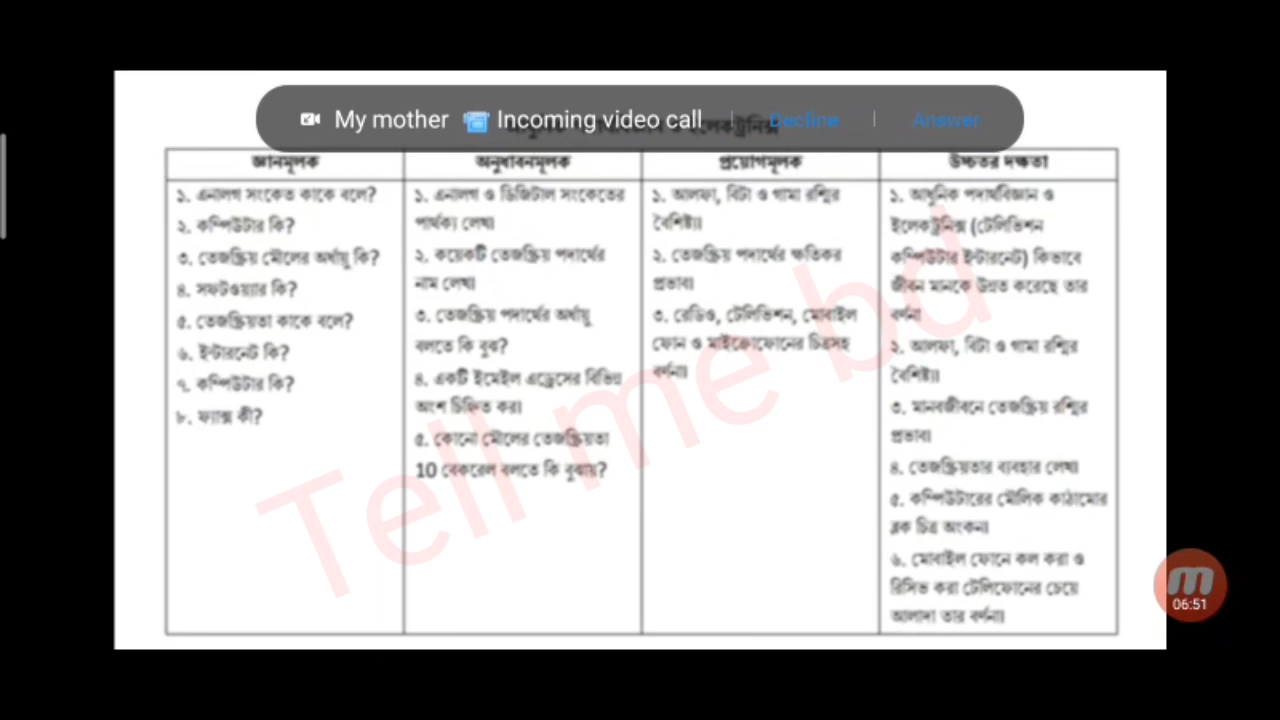 My mother Incoming video call Decline Answer
ইলেকট্রনিক্স
জ্ঞানমূলক
১. এনালগ সংকেত কাকে বলে?
২. কম্পিউটার কি?
৩. তেজস্ক্রিয় মৌলের অর্ধায়ু কি?
৪. সফটওয়্যার কি?
৫. তেজস্ক্রিয়তা কাকে বলে?
৬. ইন্টারনেট কি?
৭. কম্পিউটার কি?
৮. ফ্যাক্স কী?
অনুধাবনমূলক
১. এনালগ ও ডিজিটাল সংকেতের
পার্থক্য লেখ।
২. কয়েকটি তেজস্ক্রিয় পদার্থের
নাম লেখ।
৩. তেজস্ক্রিয় পদার্থের অর্ধায়ু
বলতে কি বুঝ?
৪. একটি ইমেইল এড্রেসের বিভিন্ন
অংশ চিহ্নিত কর।
৫. কোনো মৌলের তেজস্ক্রিয়তা
10 বেকরেল বলতে কি বুঝায়?
প্রয়োগমূলক
১. আলফা, বিটা ও গামা রশ্মির
বৈশিষ্ট্য।
২. তেজস্ক্রিয় পদার্থের ক্ষতিকর
প্রভাব।
৩. রেডিও, টেলিভিশন, মোবাইল
ফোন ও মাইক্রোফোনের চিত্রসহ
বর্ণনা।
উচ্চতর দক্ষতা
১. আধুনিক পদার্থবিজ্ঞান ও
ইলেকট্রনিক্স (টেলিভিশন
কম্পিউটার ইন্টারনেট) কিভাবে
জীবন মানকে উন্নত করেছে তার
বর্ণনা
২. আলফা, বিটা ও গামা রশ্মির
বৈশিষ্ট্য।
৩. মানবজীবনে তেজস্ক্রিয় রশ্মির
প্রভাব।
৪. তেজস্ক্রিয়তার ব্যবহার লেখ।
৫. কম্পিউটারের মৌলিক কাঠামোর
ব্লক চিত্র অংকন।
৬. মোবাইল ফোনে কল করা ও
রিসিভ করা টেলিফোনের চেয়ে
আলাদা তার বর্ণনা।
Tell me bd
06:51